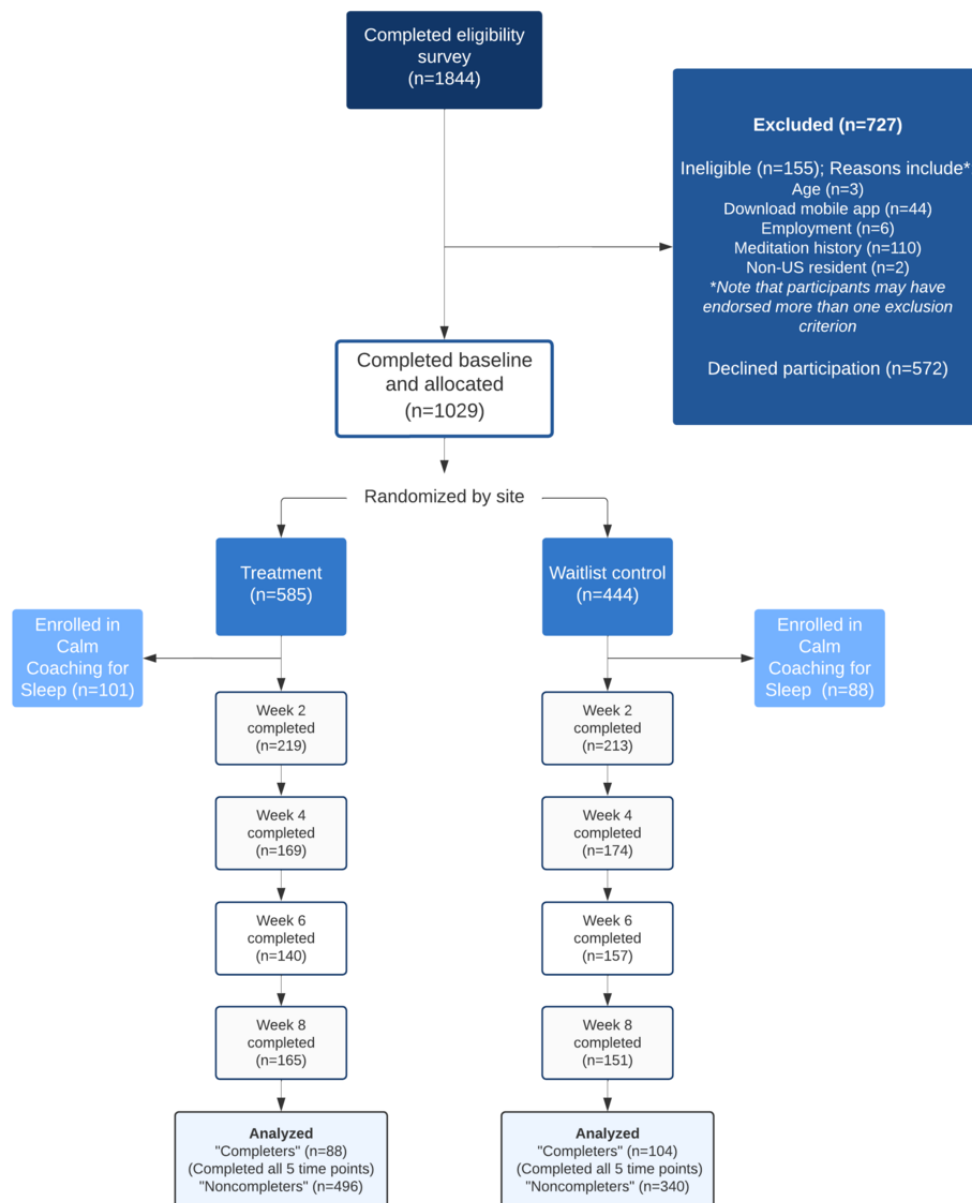 Completed eligibility
survey
(n=1844)
Excluded (n=727)
Ineligible (n=155); Reasons include*
Age (n=3)
Download mobile app (n=44)
Employment (n=6)
Meditation history (n=110)
Non-US resident (n=2)
*Note that participants may have
endorsed more than one exclusion
criterion
Declined participation (n=572)
Completed baseline
and allocated
(n=1029)
Randomized by site
Treatment
(n=585)
Waitlist control
(n=444)
Enrolled in
Calm
Coaching for
Sleep (n=101)
Enrolled in
Calm
Coaching for
Sleep (n=88)
Week 2
completed
(n=219)
Week 2
completed
(n=213)
Week 4
completed
(n=169)
Week 4
completed
(n=174)
Week 6
completed
(n=140)
Week 6
completed
(n=157)
Week 8
completed
(n=165)
Week 8
completed
(n=151)
Analyzed
"Completers" (n=88)
(Completed all 5 time points)
"Noncompleters" (n=496)
Analyzed
"Completers" (n=104)
(Completed all 5 time points)
"Noncompleters" (n=340)